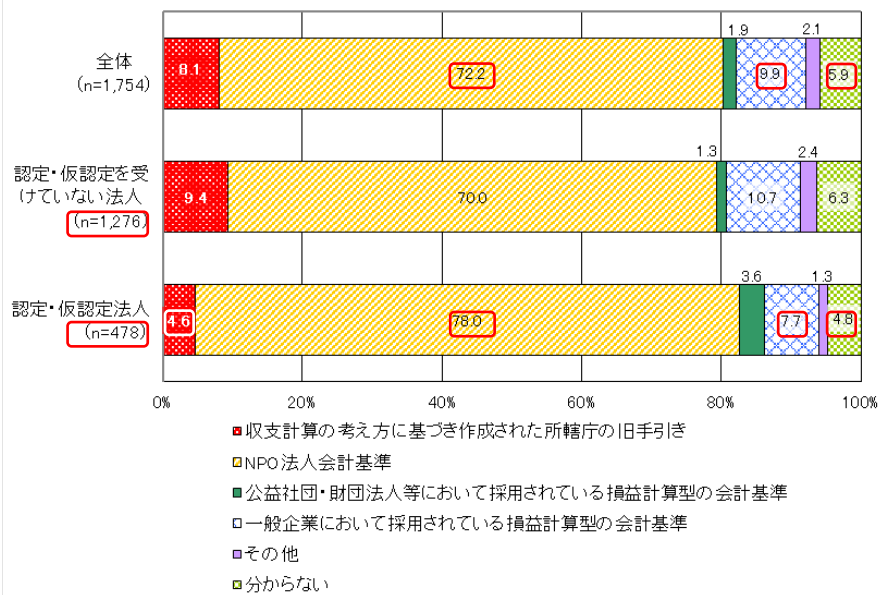 1.9 2.1
全体
(n=1,754)
8.1 72.2 9.9 5.9
1.3 2.4
認定・仮認定を受
けていない法人
(n=1,276)
9.4 70.0 10.7 6.3
3.6 1.3
認定・仮認定法人
(n=478)
4.6 78.0 7.7 4.8
0% 20% 40% 60% 80% 100%
収支計算の考え方に基づき作成された所轄庁の旧手引き
NPO法人会計基準
公益社団・財団法人等において採用されている損益計算型の会計基準
一般企業において採用されている損益計算型の会計基準
その他
分からない